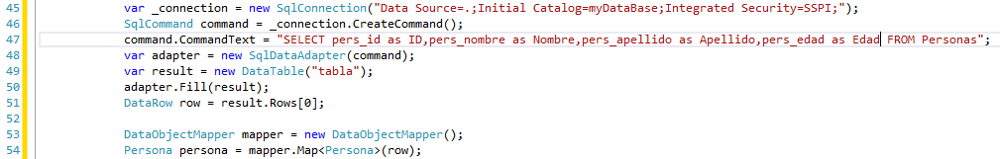 45 var _connection = new SqlConnection("Data Source=.;Initial Catalog=myDataBase;Integrated Security=SSPI;");
46 SqlCommand command = _connection.CreateCommand();
47 command.CommandText = "SELECT pers_id as ID,pers_nombre as Nombre,pers_apellido as Apellido,pers_edad as Edad FROM Personas";
48 var adapter = new SqlDataAdapter(command);
49 var result = new DataTable("tabla");
50 adapter.Fill(result);
51 DataRow row = result.Rows[0];
52
53 DataObjectMapper mapper = new DataObjectMapper();
54 Persona persona = mapper.Map<Persona>(row);